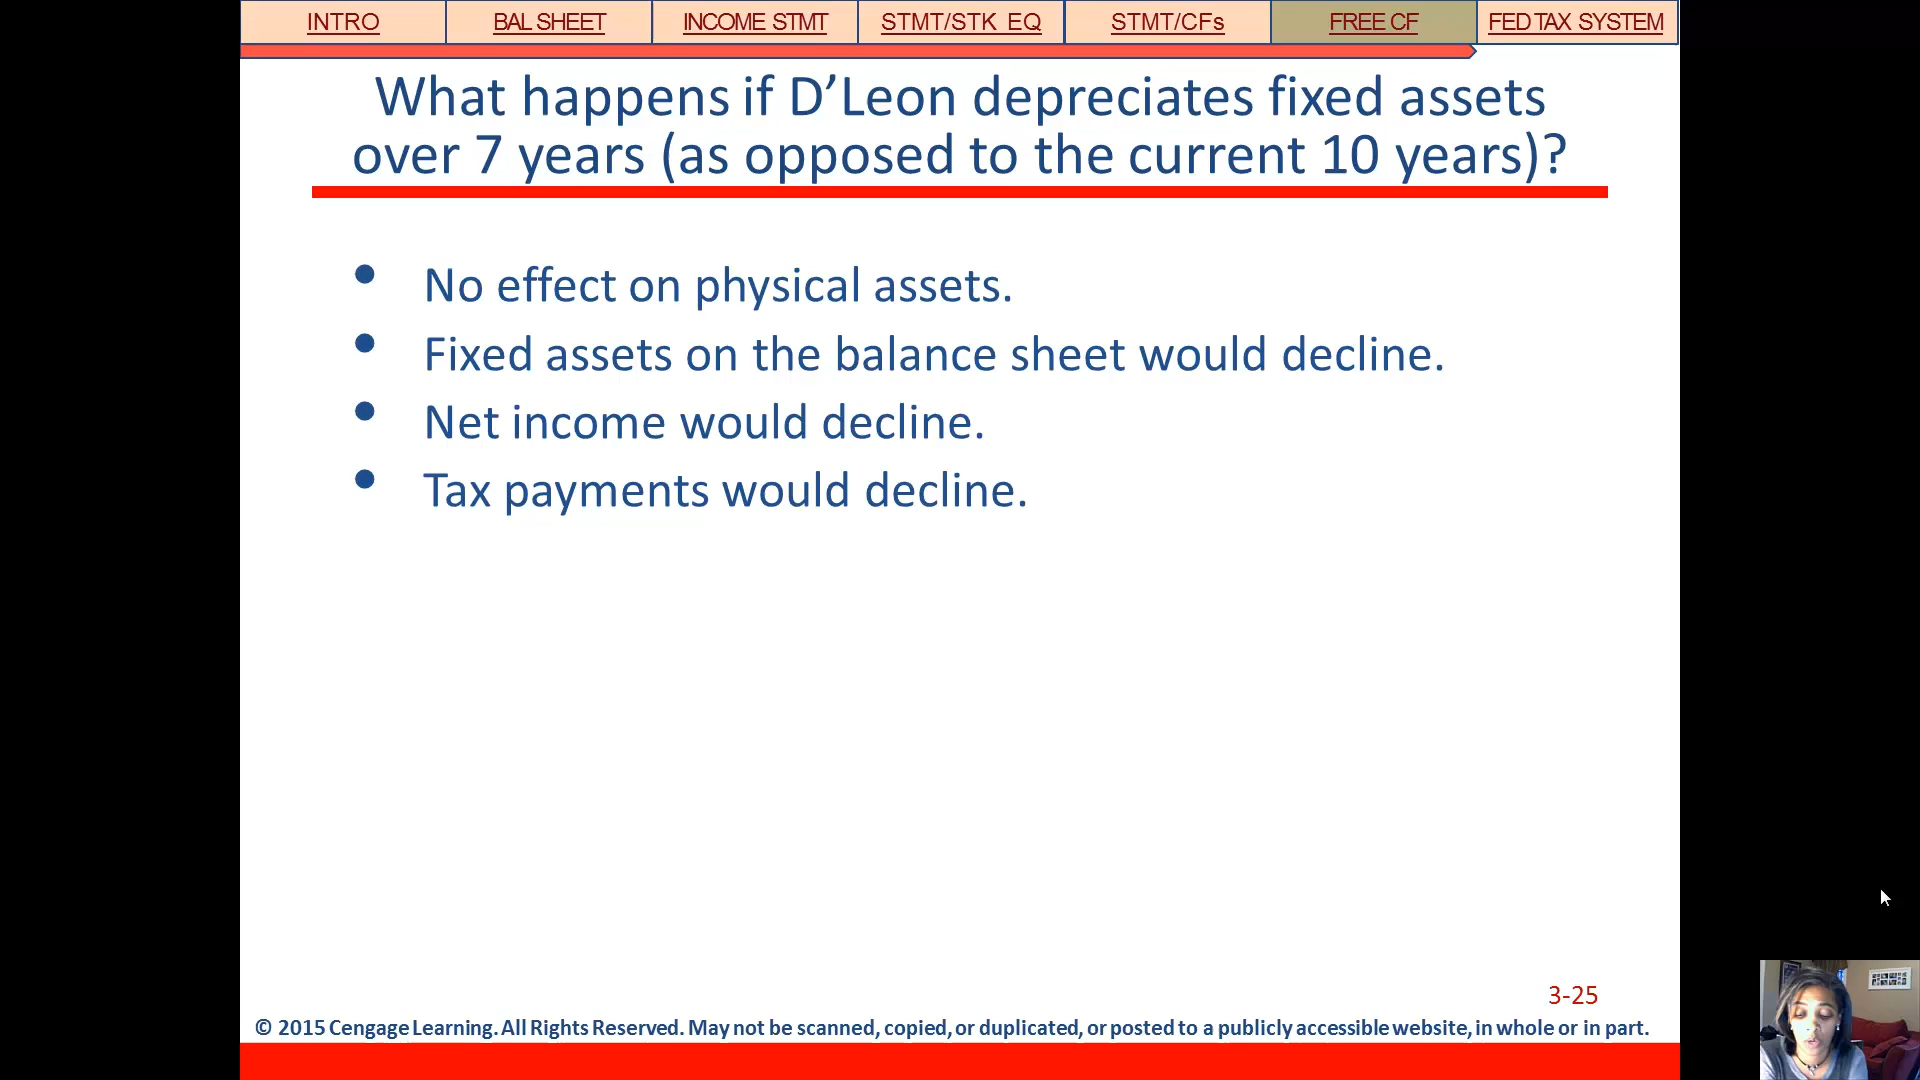 INTRO BAL SHEET INCOME STMT STMT/STK EQ STMT/CFs FREE CF FED TAX SYSTEM
What happens if D’Leon depreciates fixed assets
over 7 years (as opposed to the current 10 years)?
• No effect on physical assets.
• Fixed assets on the balance sheet would decline.
• Net income would decline.
• Tax payments would decline.
3-25
© 2015 Cengage Learning. All Rights Reserved. May not be scanned, copied, or duplicated, or posted to a publicly accessible website, in whole or in part.